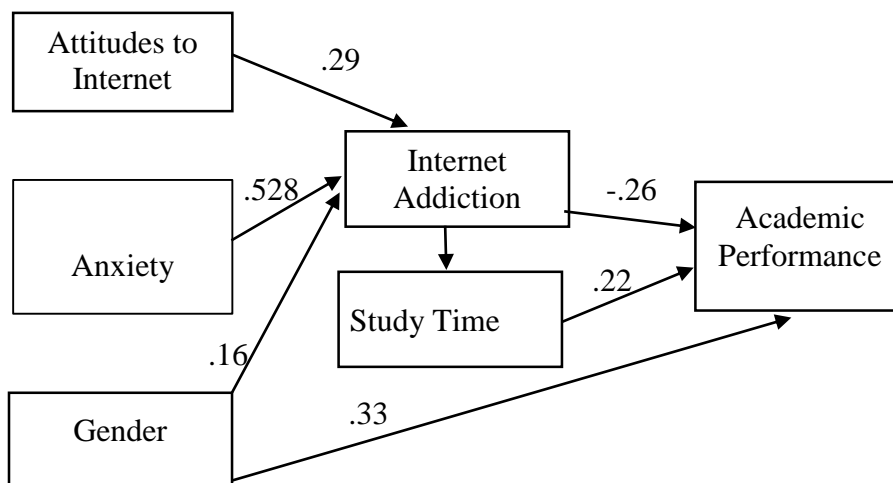 Attitudes to
Internet
.29
Internet
Addiction
.528
-.26
Academic
Performance
Anxiety
Study Time
.22
.16
.33
Gender